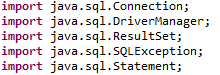 import java.sql.Connection;
import java.sql.DriverManager;
import java.sql.ResultSet;
import java.sql.SQLException;
import java.sql.Statement;